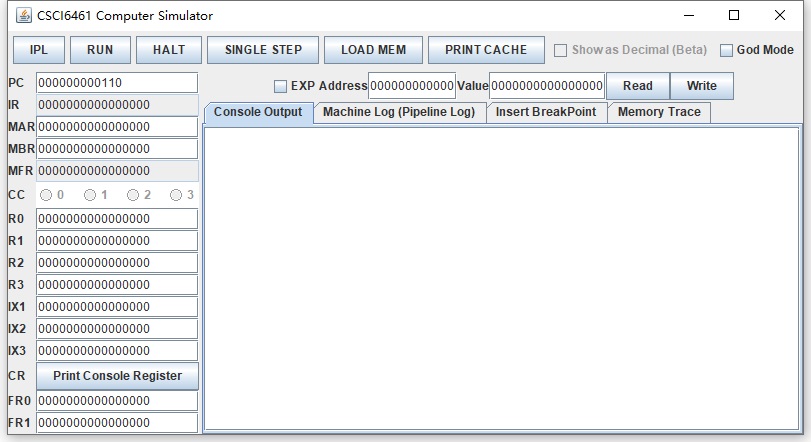 CSCI6461 Computer Simulator
IPL RUN HALT SINGLE STEP LOAD MEM PRINT CACHE Show as Decimal (Beta) God Mode
PC 000000000110 EXP Address 000000000000 Value 0000000000000000 Read Write
IR 0000000000000000
Console Output Machine Log (Pipeline Log) Insert BreakPoint Memory Trace
MAR 0000000000000000
MBR 0000000000000000
MFR 0000000000000000
CC 0 1 2 3
R0 0000000000000000
R1 0000000000000000
R2 0000000000000000
R3 0000000000000000
IX1 0000000000000000
IX2 0000000000000000
IX3 0000000000000000
CR Print Console Register
FR0 0000000000000000
FR1 0000000000000000